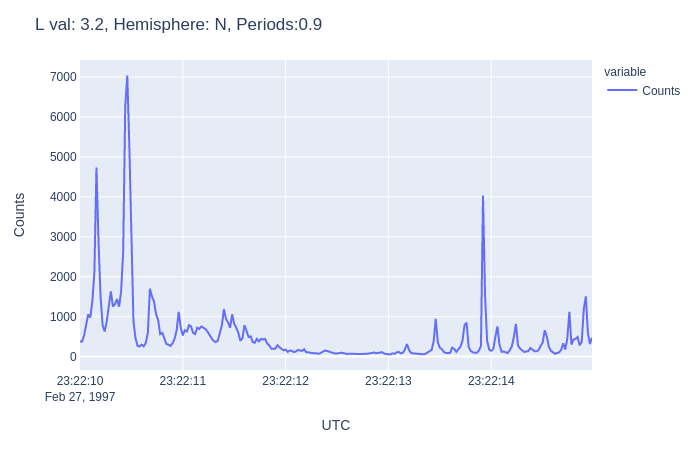 L val: 3.2, Hemisphere: N, Periods:0.9
variable
Counts
7000
6000
5000
4000
3000
2000
1000
0
Counts
23:22:10
23:22:11
23:22:12
23:22:13
23:22:14
Feb 27, 1997
UTC